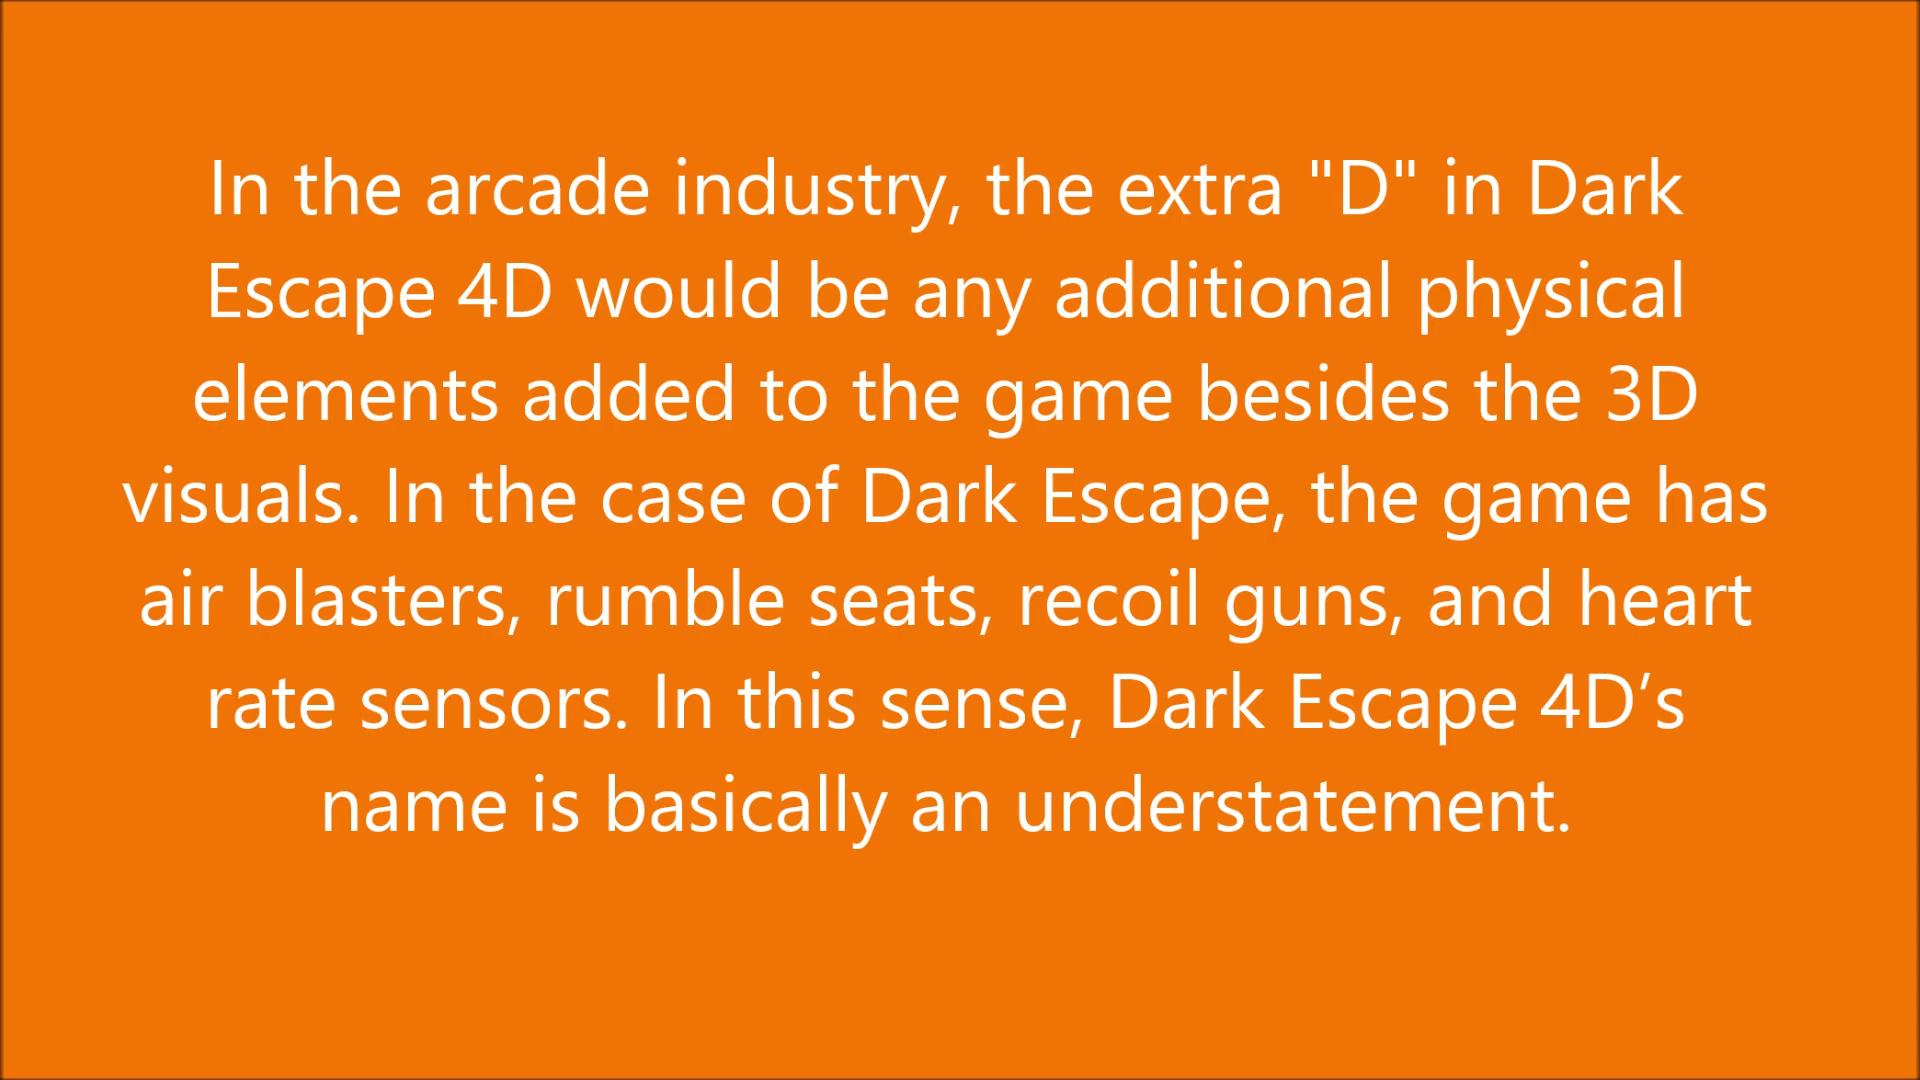 In the arcade industry, the extra "D" in Dark
Escape 4D would be any additional physical
elements added to the game besides the 3D
visuals. In the case of Dark Escape, the game has
air blasters, rumble seats, recoil guns, and heart
rate sensors. In this sense, Dark Escape 4D’s
name is basically an understatement.